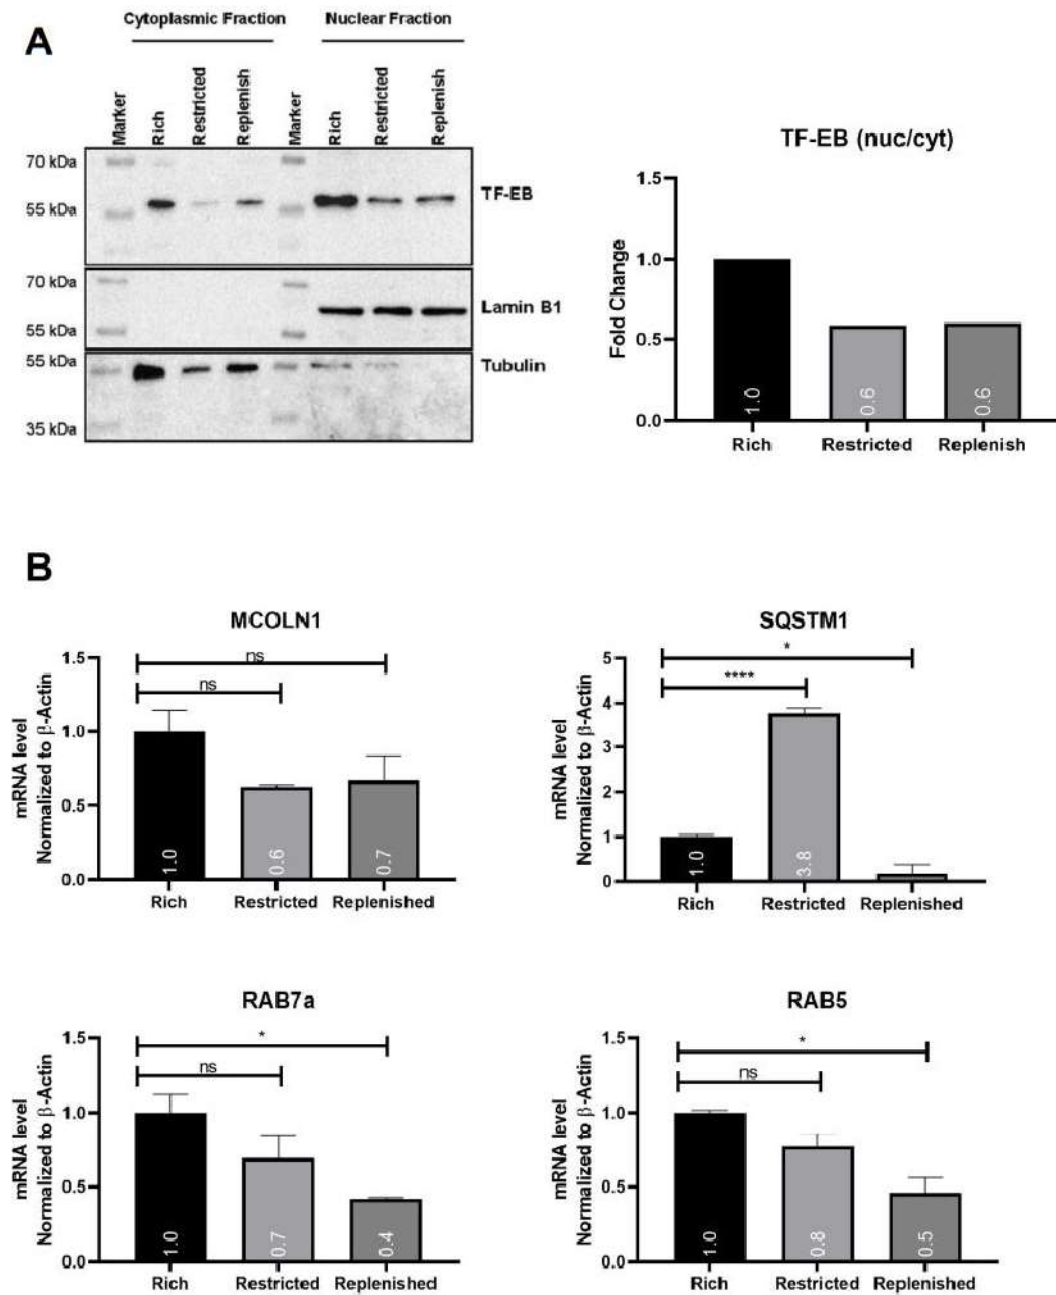 A
Cytoplasmic Fraction
Nuclear Fraction
Marker
Rich
Restricted
Replenish
Marker
Rich
Restricted
Replenish
70 kDa
55 kDa
TF-EB
70 kDa
55 kDa
Lamin B1
55 kDa
35 kDa
Tubulin
TF-EB (nuc/cyt)
Fold Change
1.5
1.0
0.5
0.0
1.0
0.6
0.6
Rich
Restricted
Replenish
B
MCOLN1
mRNA level
Normalized to β-Actin
1.5
1.0
0.5
0.0
ns
ns
1.0
0.6
0.7
Rich
Restricted
Replenished
SQSTM1
mRNA level
Normalized to β-Actin
5
4
3
2
1
0
*
****
1.0
3.8
Rich
Restricted
Replenished
RAB7a
mRNA level
Normalized to β-Actin
1.5
1.0
0.5
0.0
*
ns
1.0
0.7
0.4
Rich
Restricted
Replenished
RAB5
mRNA level
Normalized to β-Actin
1.5
1.0
0.5
0.0
*
ns
1.0
0.8
0.5
Rich
Restricted
Replenished